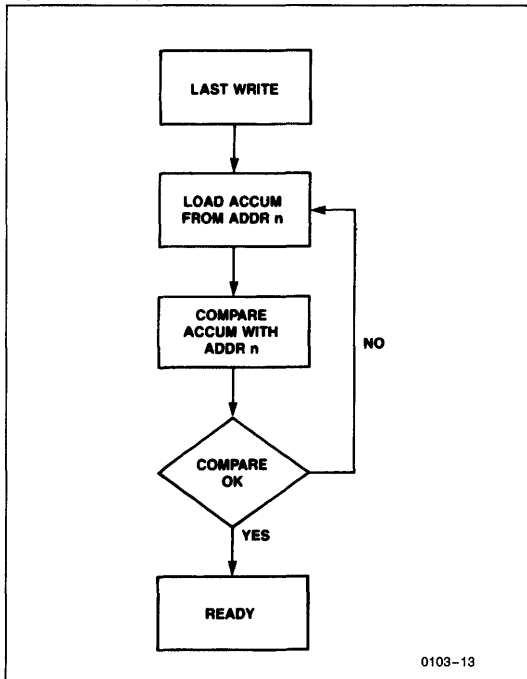 LAST WRITE
LOAD ACCUM
FROM ADDR n
COMPARE
ACCUM WITH
ADDR n
NO
COMPARE
OK
YES
READY
0103–13